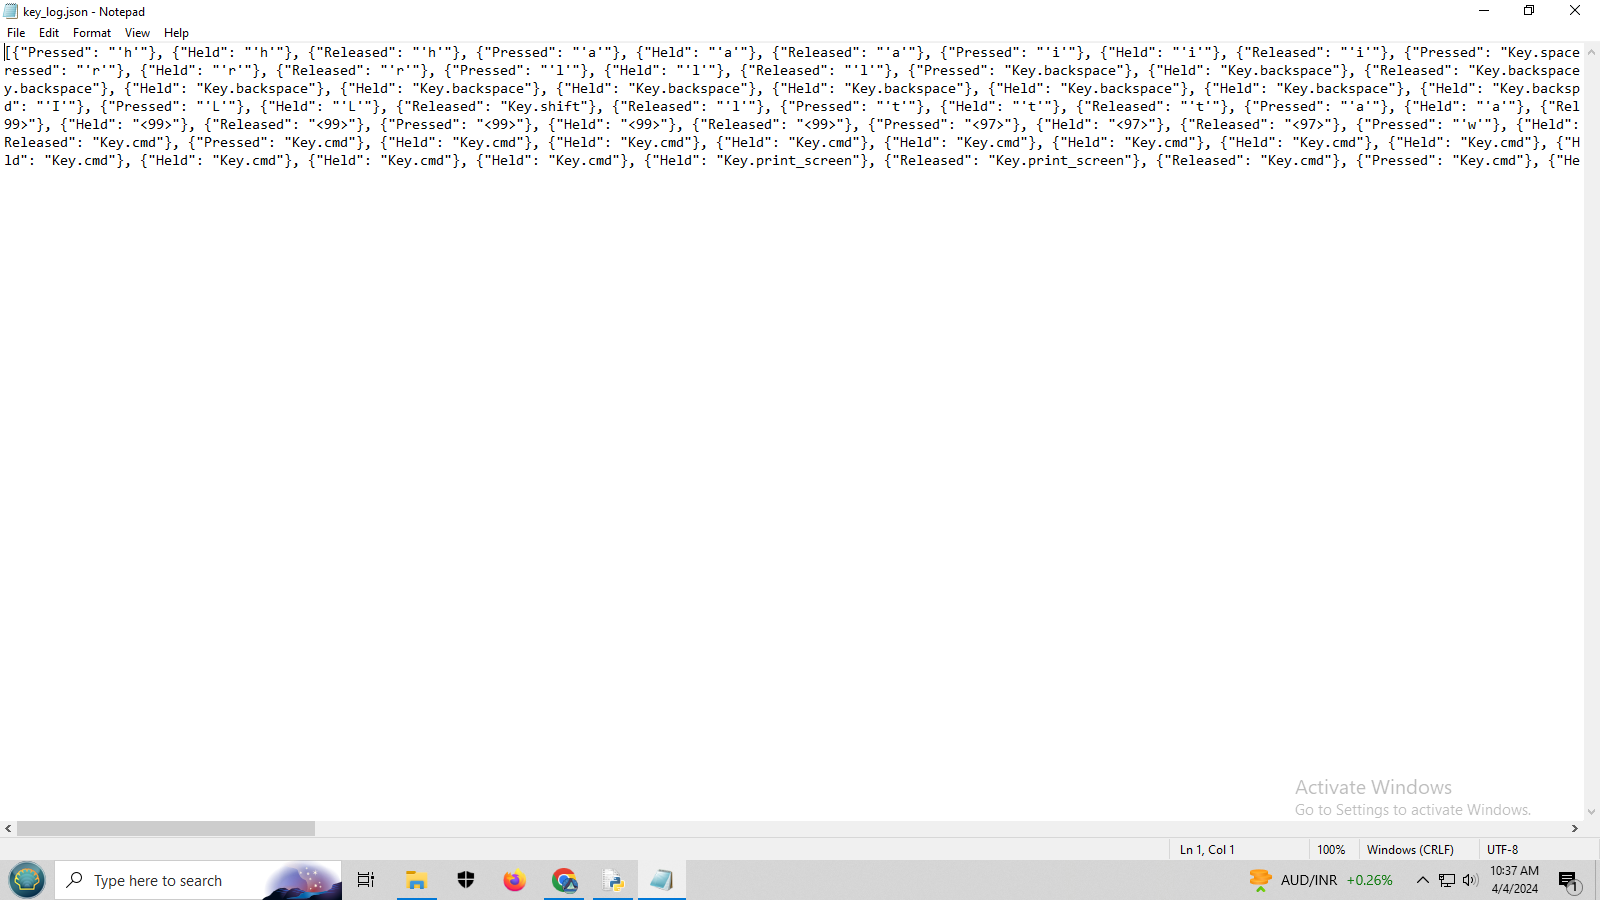 key_log.json - Notepad
File Edit Format View Help
[{"Pressed": "'h'"}, {"Held": "'h'"}, {"Released": "'h'"}, {"Pressed": "'a'"}, {"Held": "'a'"}, {"Released": "'a'"}, {"Pressed": "'i'"}, {"Held": "'i'"}, {"Released": "'i'"}, {"Pressed": "Key.space
ressed": "'r'"}, {"Held": "'r'"}, {"Released": "'r'"}, {"Pressed": "'l'"}, {"Held": "'l'"}, {"Released": "'l'"}, {"Pressed": "Key.backspace"}, {"Held": "Key.backspace"}, {"Released": "Key.backspace
y.backspace"}, {"Held": "Key.backspace"}, {"Held": "Key.backspace"}, {"Held": "Key.backspace"}, {"Held": "Key.backspace"}, {"Held": "Key.backspace"}, {"Held": "Key.backspace"}, {"Held": "Key.backsp
d": "'I'"}, {"Pressed": "'L'"}, {"Held": "'L'"}, {"Released": "Key.shift"}, {"Released": "'l'"}, {"Pressed": "'t'"}, {"Held": "'t'"}, {"Released": "'t'"}, {"Pressed": "'a'"}, {"Held": "'a'"}, {"Rel
99>"}, {"Held": "<99>"}, {"Released": "<99>"}, {"Pressed": "<99>"}, {"Held": "<99>"}, {"Released": "<99>"}, {"Pressed": "<97>"}, {"Held": "<97>"}, {"Released": "<97>"}, {"Pressed": "'w'"}, {"Held":
Released": "Key.cmd"}, {"Pressed": "Key.cmd"}, {"Held": "Key.cmd"}, {"Held": "Key.cmd"}, {"Held": "Key.cmd"}, {"Held": "Key.cmd"}, {"Held": "Key.cmd"}, {"Held": "Key.cmd"}, {"Held": "Key.cmd"}, {"H
ld": "Key.cmd"}, {"Held": "Key.cmd"}, {"Held": "Key.cmd"}, {"Held": "Key.cmd"}, {"Held": "Key.print_screen"}, {"Released": "Key.print_screen"}, {"Released": "Key.cmd"}, {"Pressed": "Key.cmd"}, {"He
Activate Windows
Go to Settings to activate Windows.
Ln 1, Col 1 100% Windows (CRLF) UTF-8
Type here to search
AUD/INR +0.26%
10:37 AM
4/4/2024
1